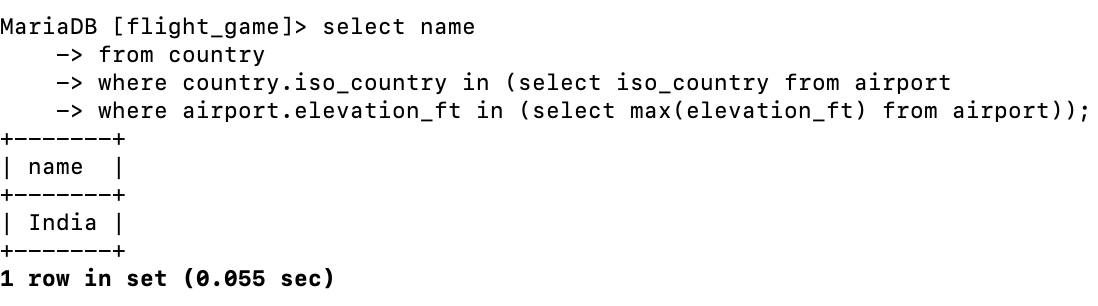 MariaDB [flight_game]> select name
    -> from country
    -> where country.iso_country in (select iso_country from airport
    -> where airport.elevation_ft in (select max(elevation_ft) from airport));
+-------+
| name  |
+-------+
| India |
+-------+
1 row in set (0.055 sec)